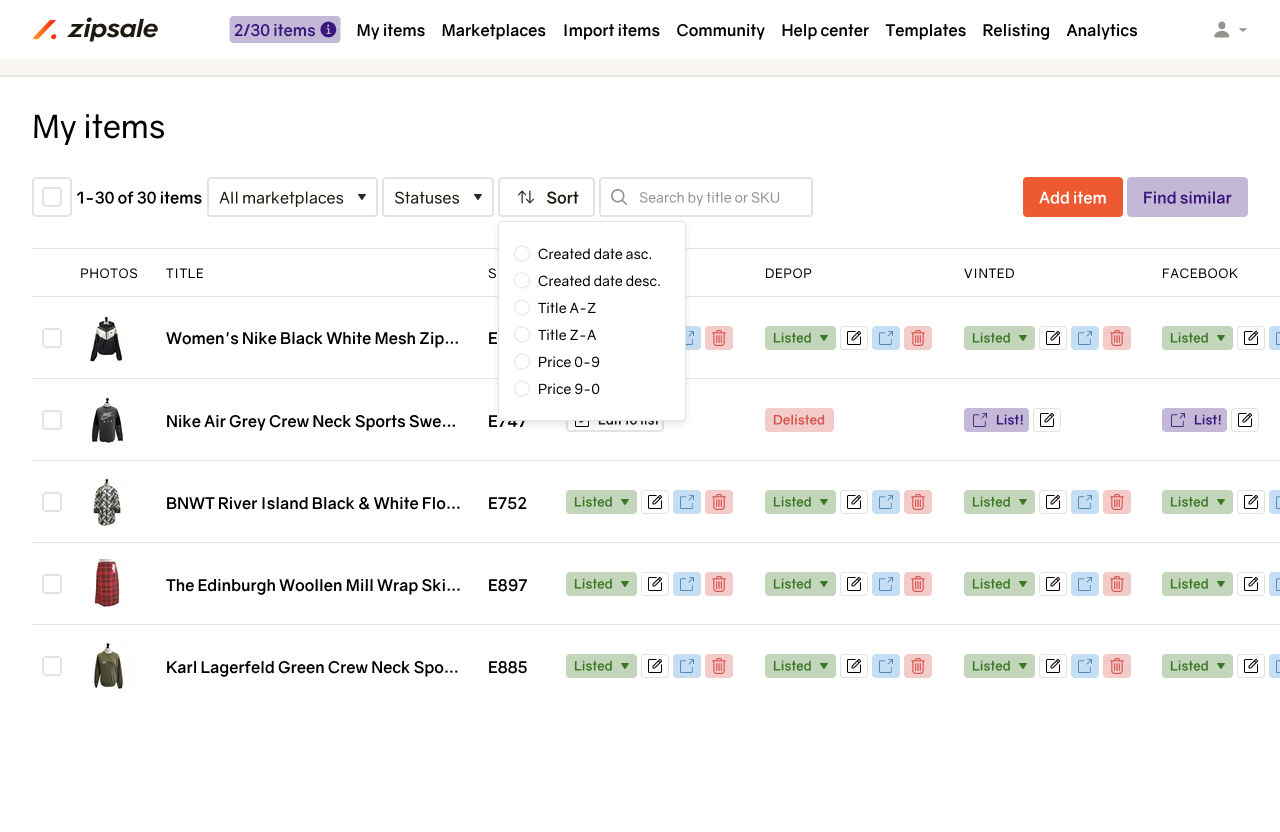 zipsale 2/30 items My items Marketplaces Import items Community Help center Templates Relisting Analytics
My items
1-30 of 30 items All marketplaces Statuses Sort Search by title or SKU Add item Find similar
Created date asc.
Created date desc.
Title A-Z
Title Z-A
Price 0-9
Price 9-0
PHOTOS TITLE DEPOP VINTED FACEBOOK
Women's Nike Black White Mesh Zip... Listed Listed Listed
Nike Air Grey Crew Neck Sports Swe... E747 Edit to list Delisted List! List!
BNWT River Island Black & White Flo... E752 Listed Listed Listed Listed
The Edinburgh Woollen Mill Wrap Ski... E897 Listed Listed Listed Listed
Karl Lagerfeld Green Crew Neck Spo... E885 Listed Listed Listed Listed